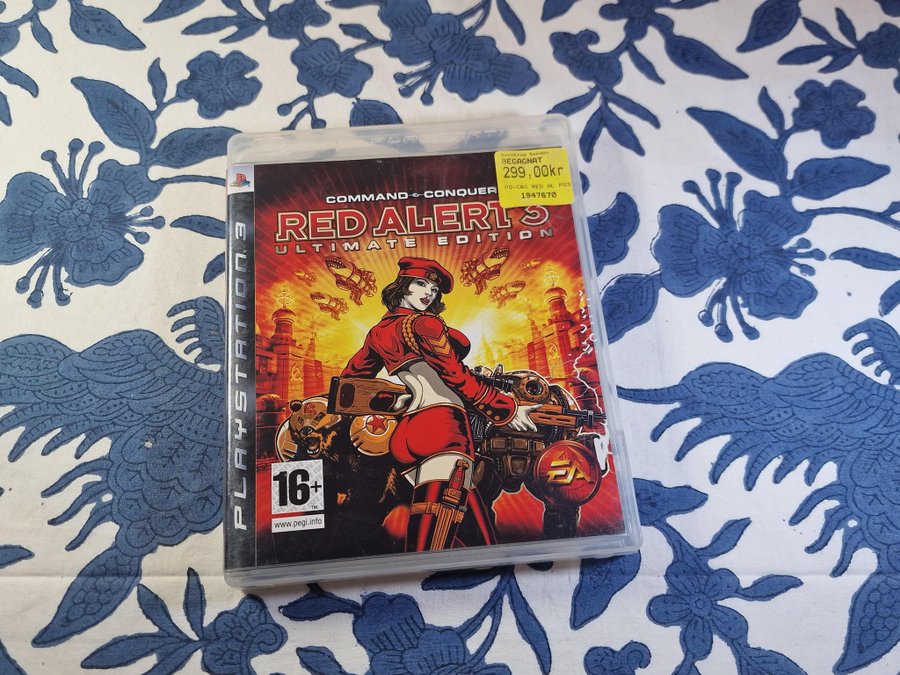 BEGAGNAT
299,00kr
PO-C&C RED AL PS3
1947670
COMMAND & CONQUER
RED ALERT 3
ULTIMATE EDITION
PLAYSTATION 3
16+
www.pegi.info
EA